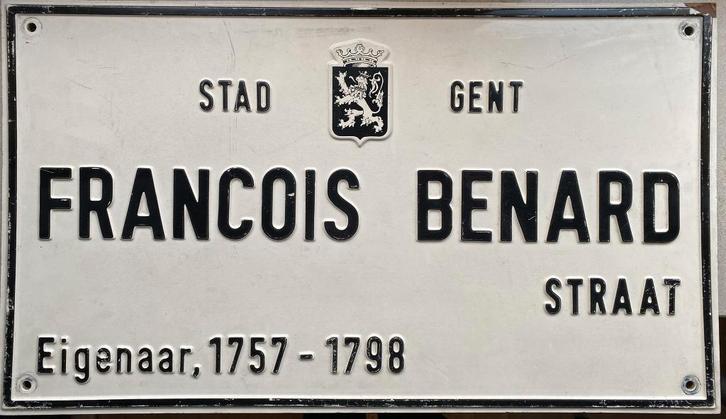 STAD GENT
FRANCOIS BENARD
STRAAT
Eigenaar, 1757 - 1798